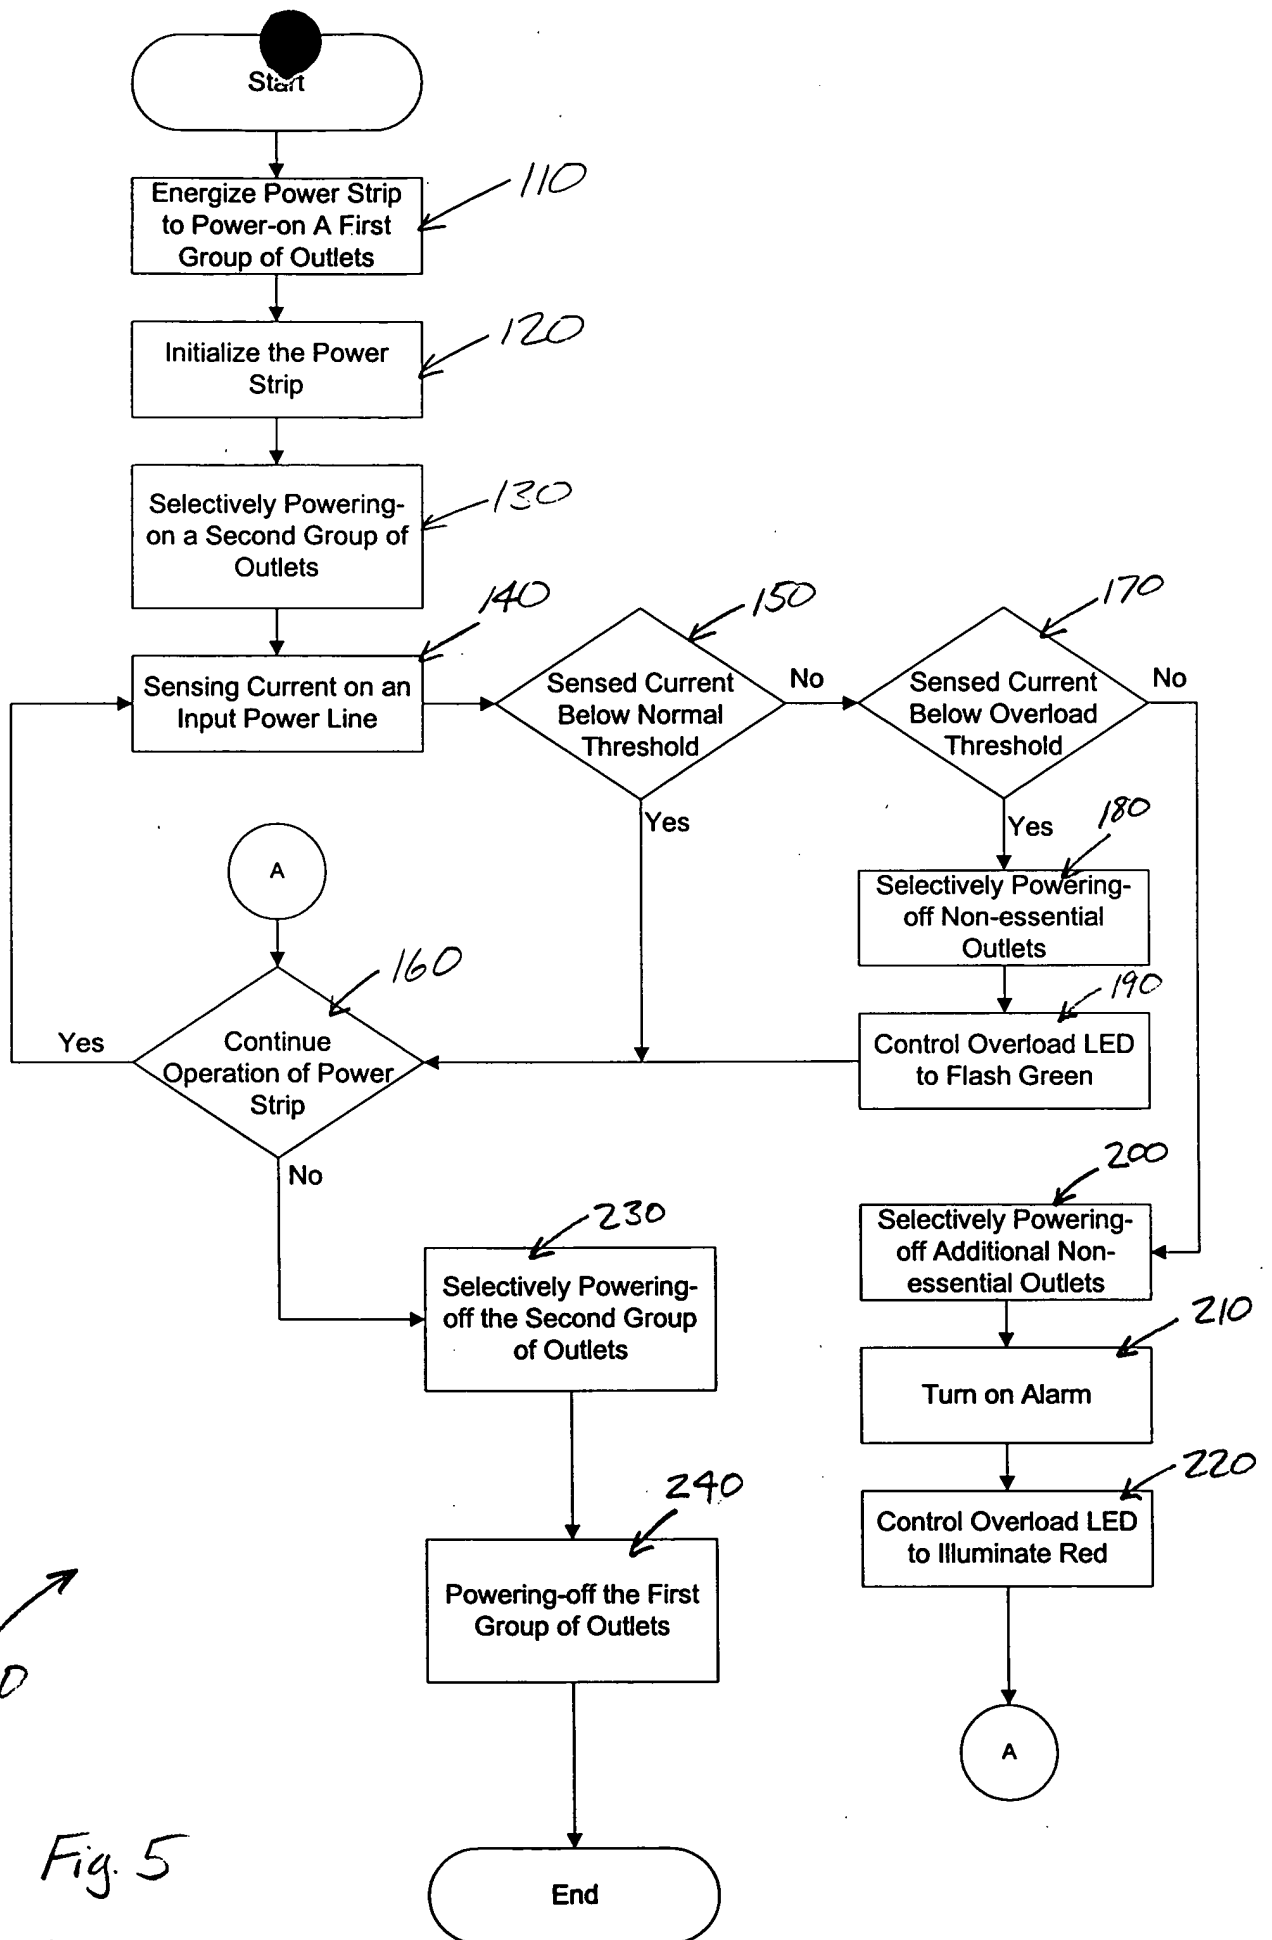 Start
110
Energize Power Strip
to Power-on A First
Group of Outlets
120
Initialize the Power
Strip
130
Selectively Powering-
on a Second Group of
Outlets
140
Sensing Current on an
Input Power Line
150
Sensed Current
Below Normal
Threshold
No
Yes
170
Sensed Current
Below Overload
Threshold
No
Yes
180
Selectively Powering-
off Non-essential
Outlets
190
Control Overload LED
to Flash Green
A
160
Continue
Operation of Power
Strip
Yes
No
200
Selectively Powering-
off Additional Non-
essential Outlets
210
Turn on Alarm
220
Control Overload LED
to Illuminate Red
A
230
Selectively Powering-
off the Second Group
of Outlets
240
Powering-off the First
Group of Outlets
End
Fig. 5